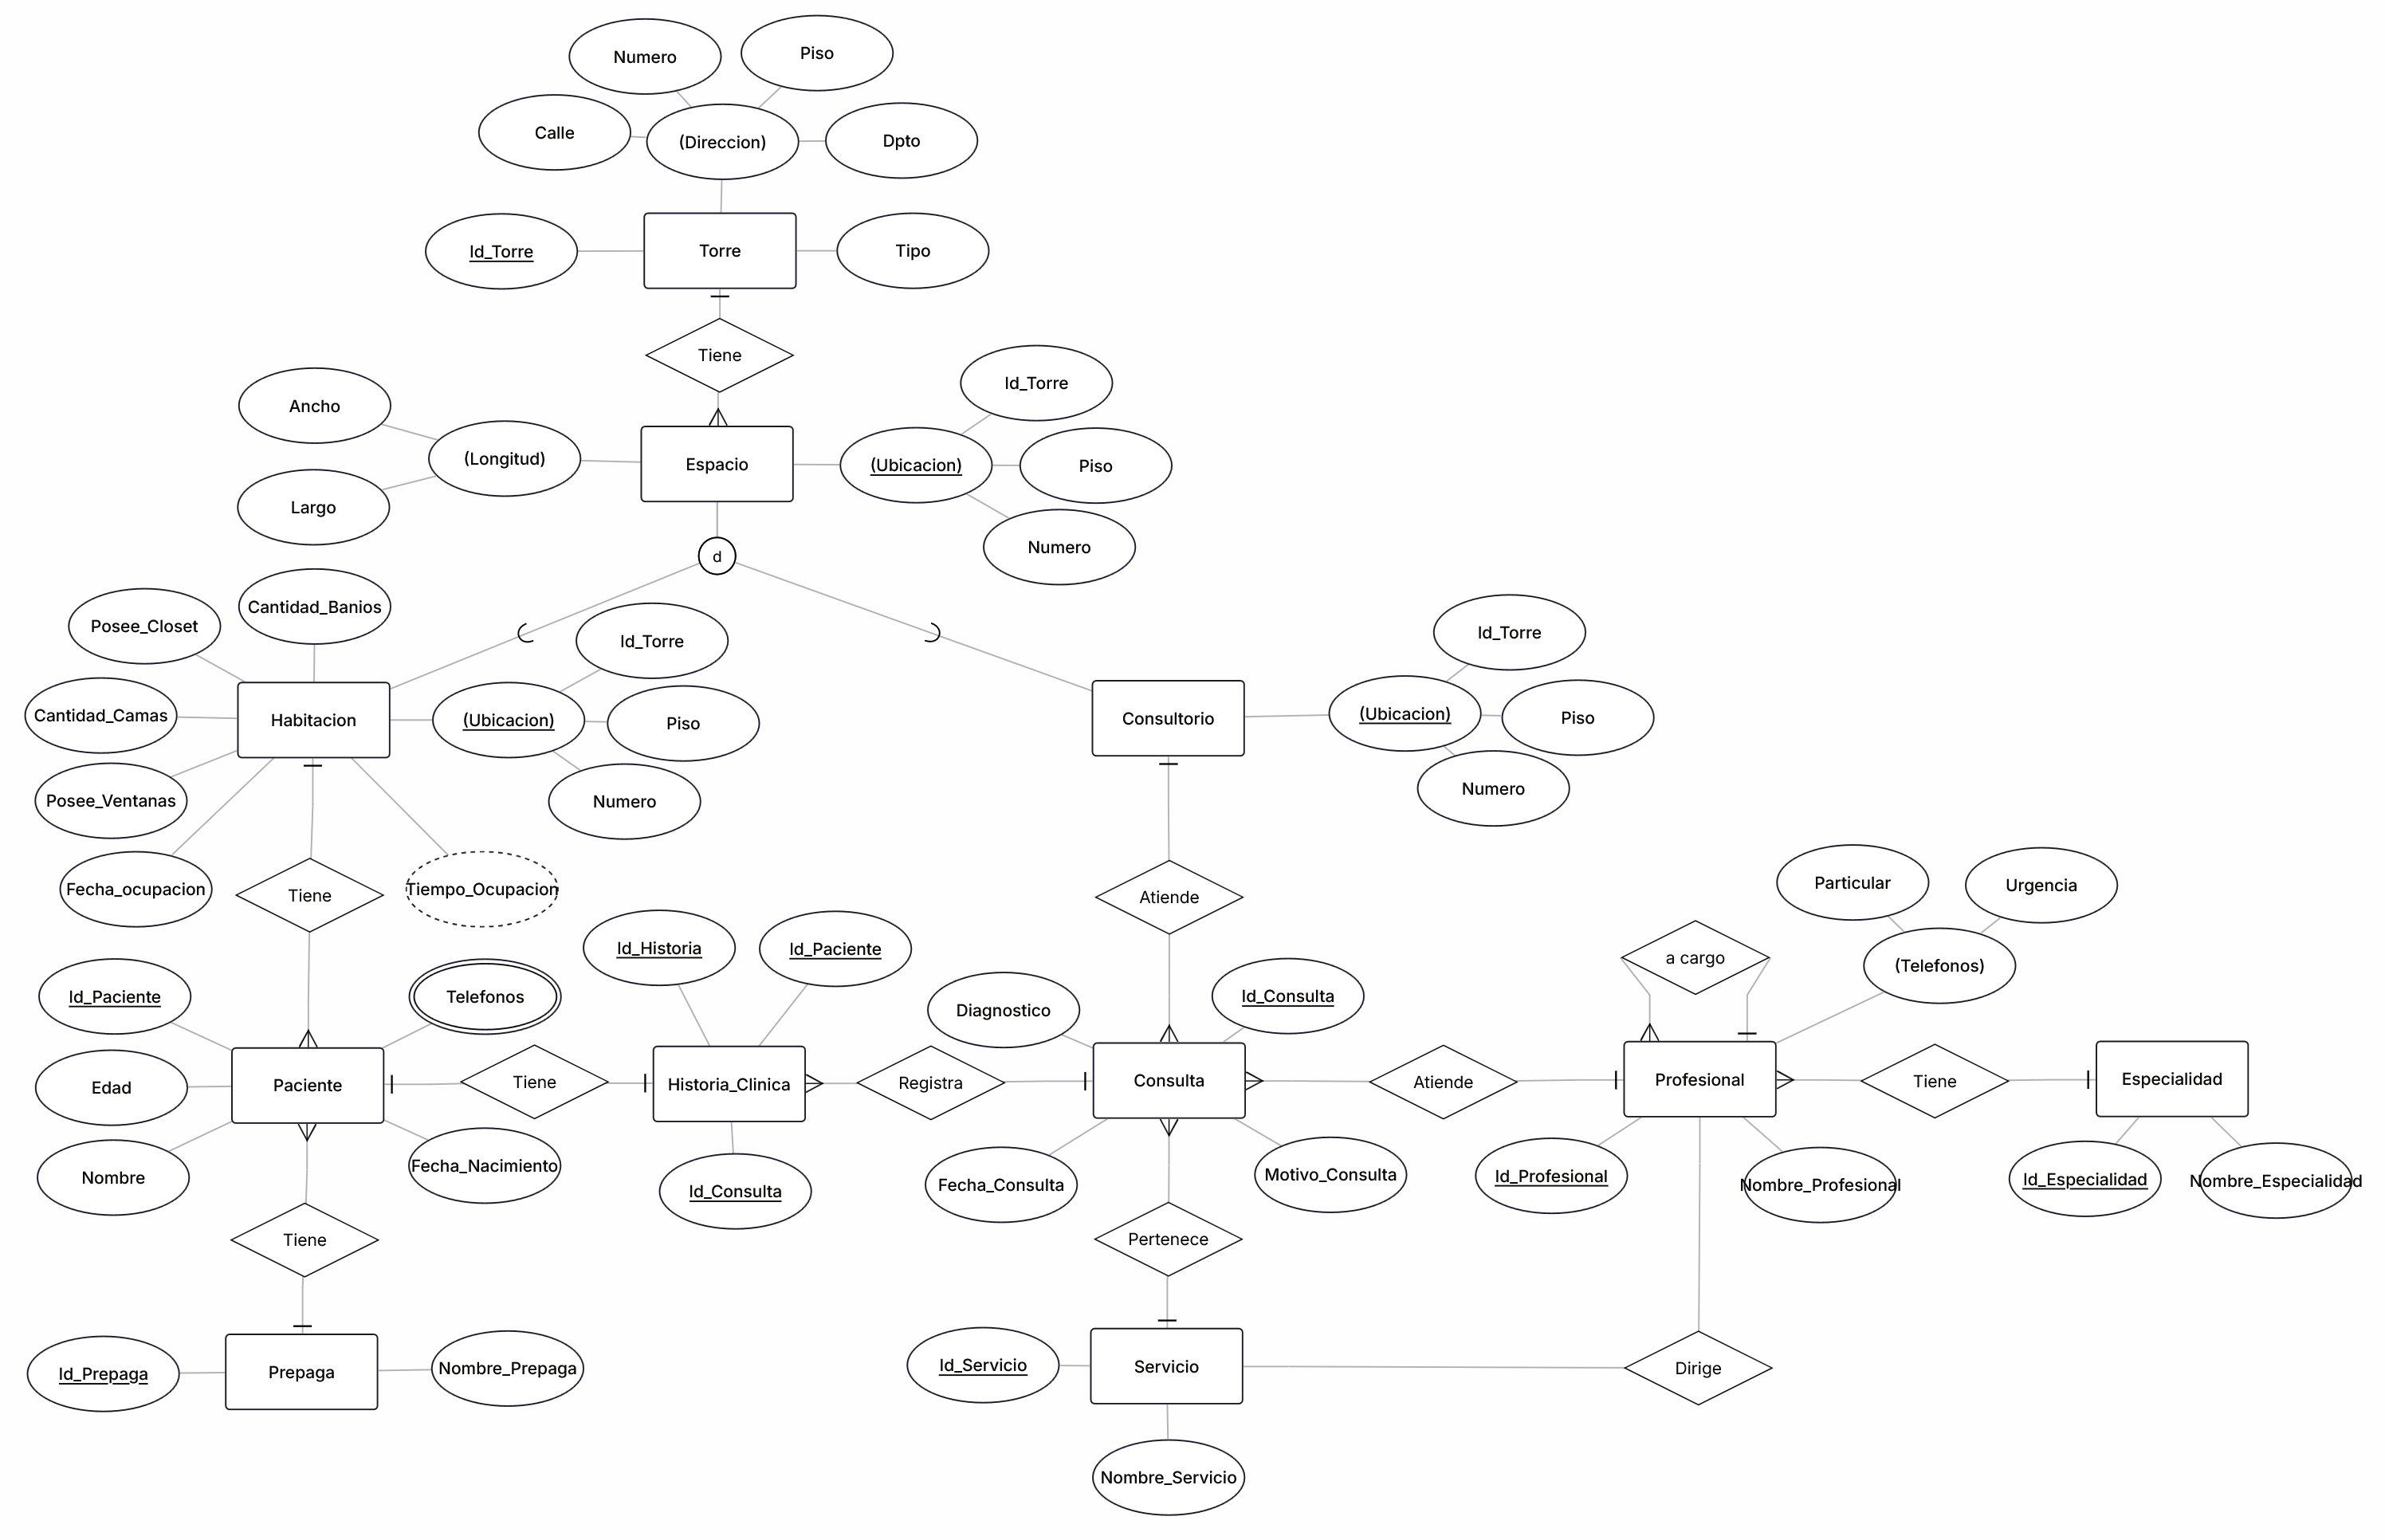 Numero
Piso
Calle
(Direccion)
Dpto
Id_Torre
Torre
Tipo
Tiene
Id_Torre
Ancho
(Longitud)
Espacio
(Ubicacion)
Piso
Largo
Numero
d
Cantidad_Banios
Posee_Closet
Id_Torre
Id_Torre
Cantidad_Camas
Habitacion
(Ubicacion)
Piso
Consultorio
(Ubicacion)
Piso
Posee_Ventanas
Numero
Numero
Fecha_ocupacion
Tiene
Tiempo_Ocupacion
Atiende
Particular
Urgencia
Id_Historia
Id_Paciente
a cargo
(Telefonos)
Id_Paciente
Telefonos
Diagnostico
Id_Consulta
Edad
Paciente
Tiene
Historia_Clinica
Registra
Consulta
Atiende
Profesional
Tiene
Especialidad
Nombre
Fecha_Nacimiento
Id_Consulta
Fecha_Consulta
Motivo_Consulta
Id_Profesional
Nombre_Profesional
Id_Especialidad
Nombre_Especialidad
Tiene
Pertenece
Id_Prepaga
Prepaga
Nombre_Prepaga
Id_Servicio
Servicio
Dirige
Nombre_Servicio